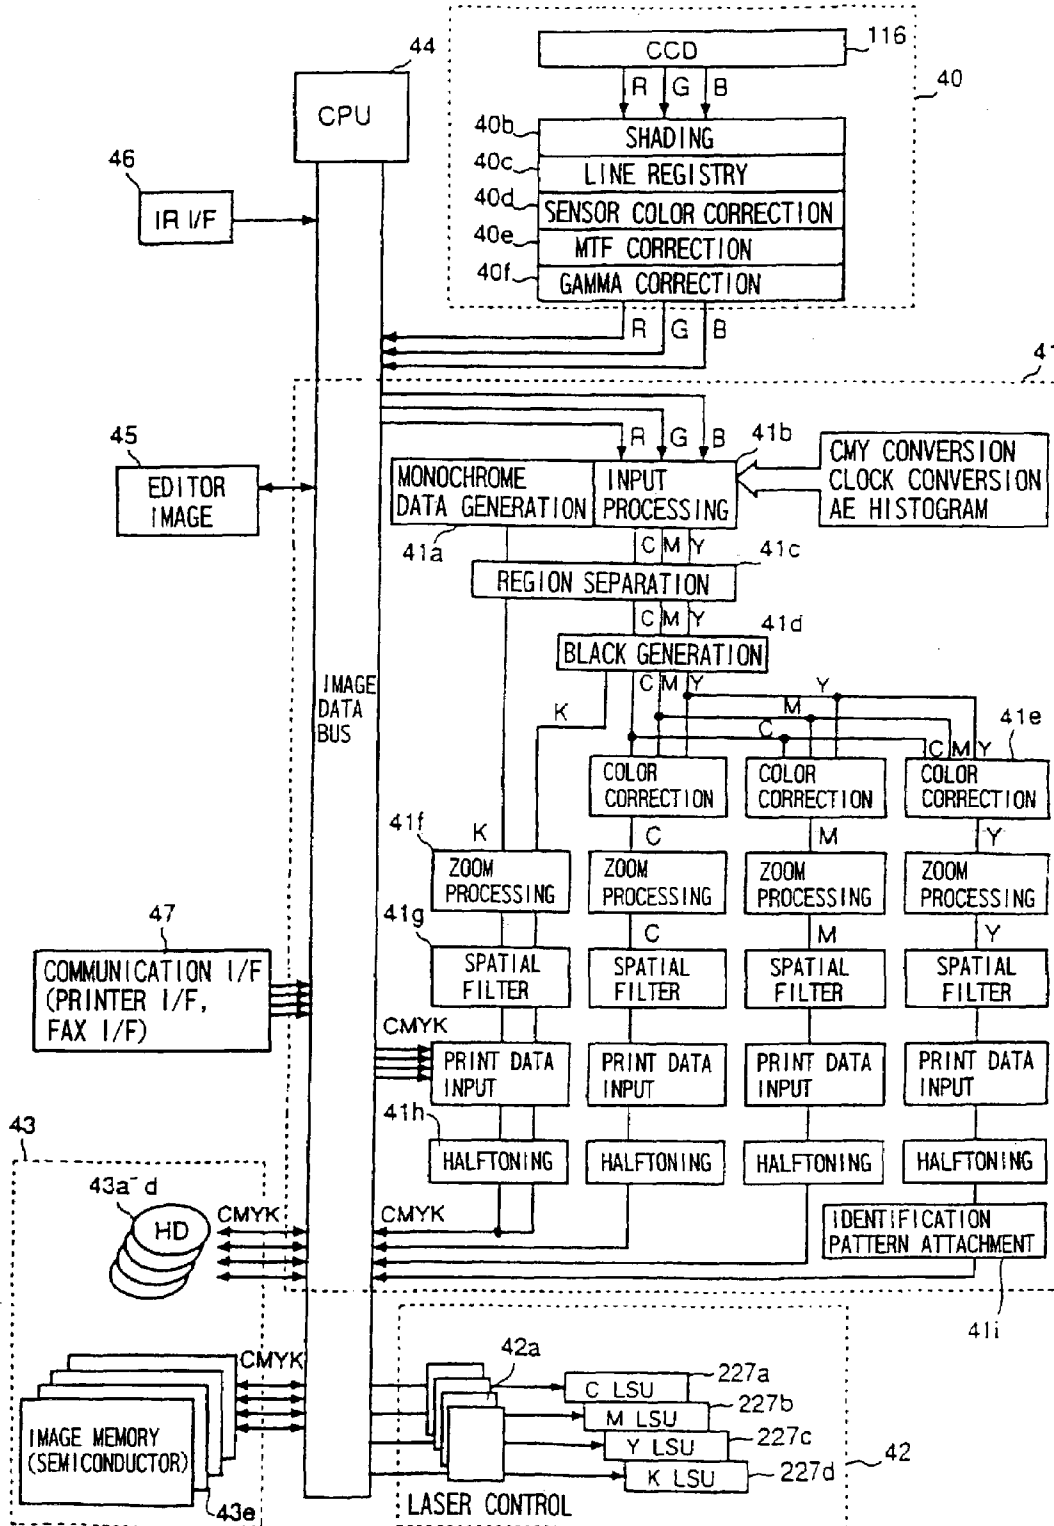 44
CPU
46
IR I/F
CCD
116
R G B
40
40b
SHADING
40c
LINE REGISTRY
40d
SENSOR COLOR CORRECTION
40e
MTF CORRECTION
40f
GAMMA CORRECTION
R G B
41
45
EDITOR
IMAGE
R G B
41b
MONOCHROME
DATA GENERATION
INPUT
PROCESSING
CMY CONVERSION
CLOCK CONVERSION
AE HISTOGRAM
41a
C M Y
41c
REGION SEPARATION
C M Y
41d
BLACK GENERATION
C M Y
Y
M
C
K
IMAGE
DATA
BUS
41e
C M Y
COLOR
CORRECTION
COLOR
CORRECTION
COLOR
CORRECTION
41f
K
C
M
Y
ZOOM
PROCESSING
ZOOM
PROCESSING
ZOOM
PROCESSING
ZOOM
PROCESSING
41g
C
M
Y
SPATIAL
FILTER
SPATIAL
FILTER
SPATIAL
FILTER
SPATIAL
FILTER
47
COMMUNICATION I/F
(PRINTER I/F,
FAX I/F)
CMYK
PRINT DATA
INPUT
PRINT DATA
INPUT
PRINT DATA
INPUT
PRINT DATA
INPUT
41h
HALFTONING
HALFTONING
HALFTONING
HALFTONING
43
43a-d
HD
CMYK
CMYK
IDENTIFICATION
PATTERN ATTACHMENT
41i
CMYK
IMAGE MEMORY
(SEMICONDUCTOR)
43e
42a
C LSU
227a
M LSU
227b
Y LSU
227c
K LSU
227d
42
LASER CONTROL